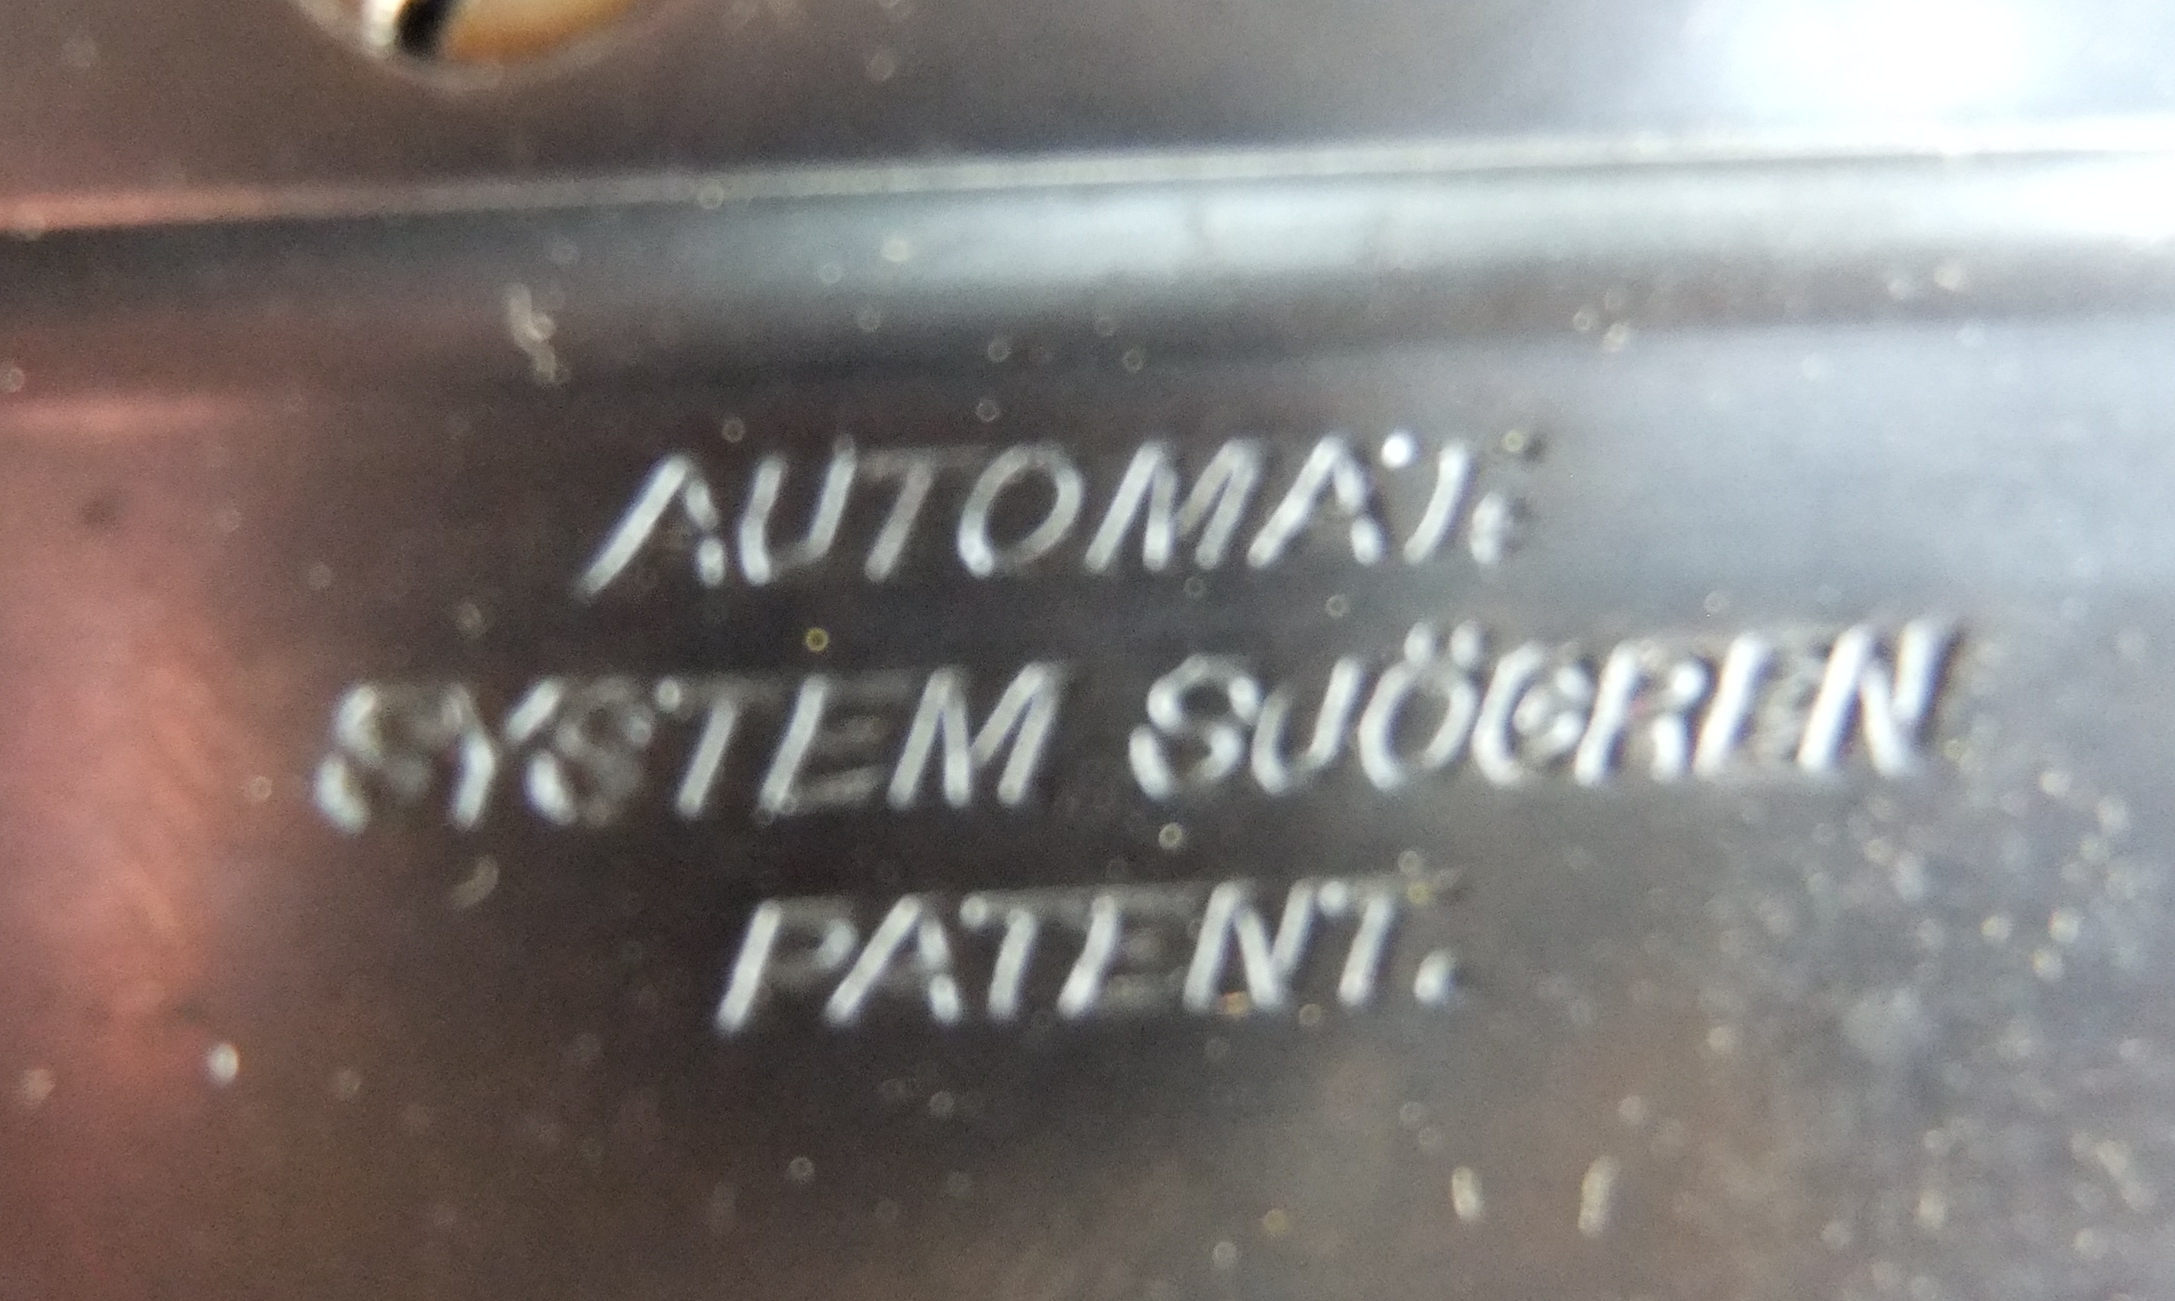 AUTOMAT.
SYSTEM SJÖGREN
PATENT.